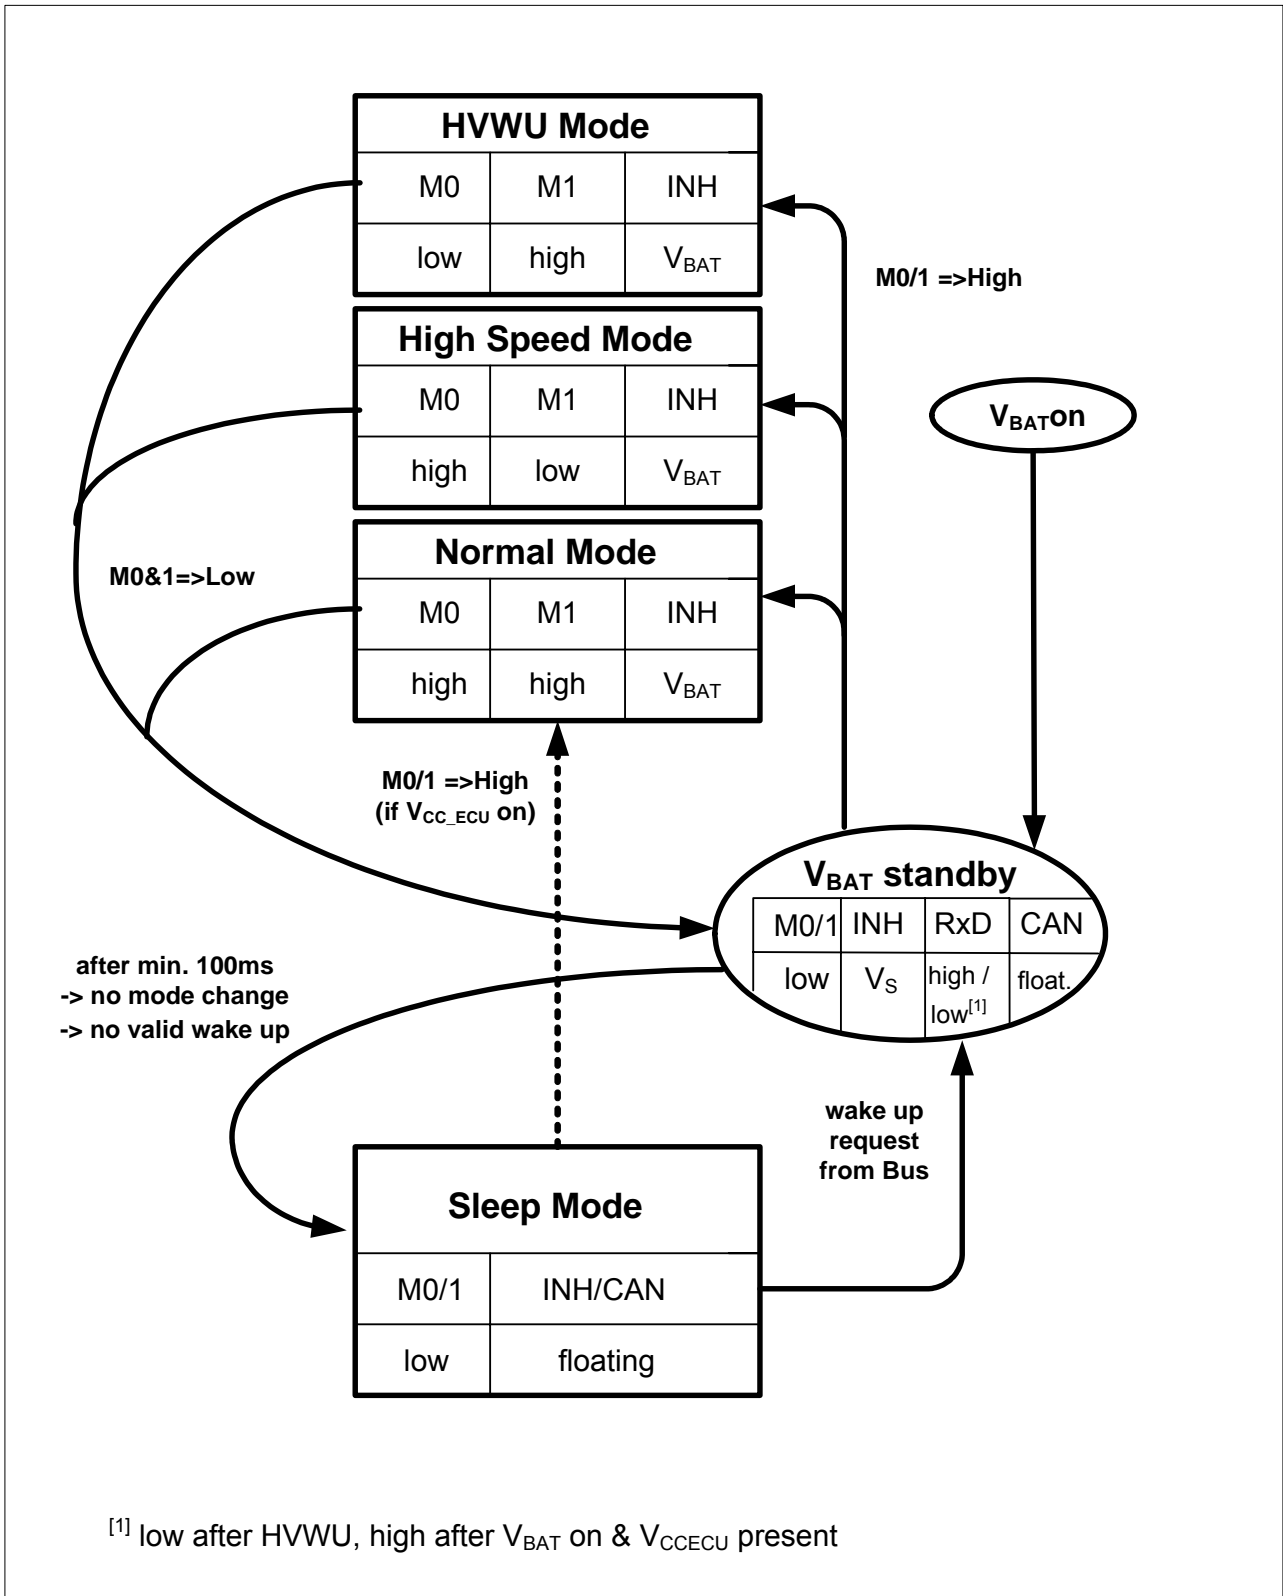 HVWU Mode
M0 M1 INH
low high VBAT
M0/1 =>High
High Speed Mode
M0 M1 INH
high low VBAT
VBATon
Normal Mode
M0&1=>Low
M0 M1 INH
high high VBAT
M0/1 =>High
(if VCC_ECU on)
VBAT standby
M0/1 INH RxD CAN
low VS high / float.
low[1]
after min. 100ms
-> no mode change
-> no valid wake up
wake up
request
from Bus
Sleep Mode
M0/1 INH/CAN
low floating
[1] low after HVWU, high after VBAT on & VCCECU present